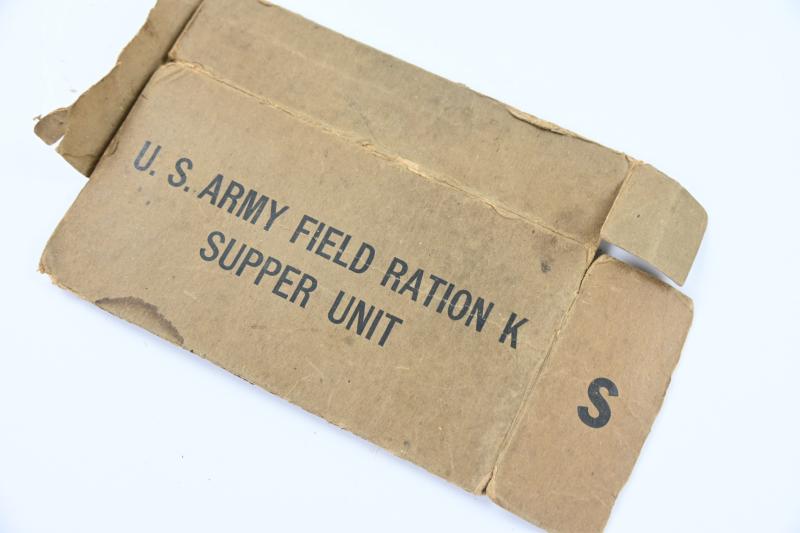 U. S. ARMY FIELD RATION K
SUPPER UNIT
S